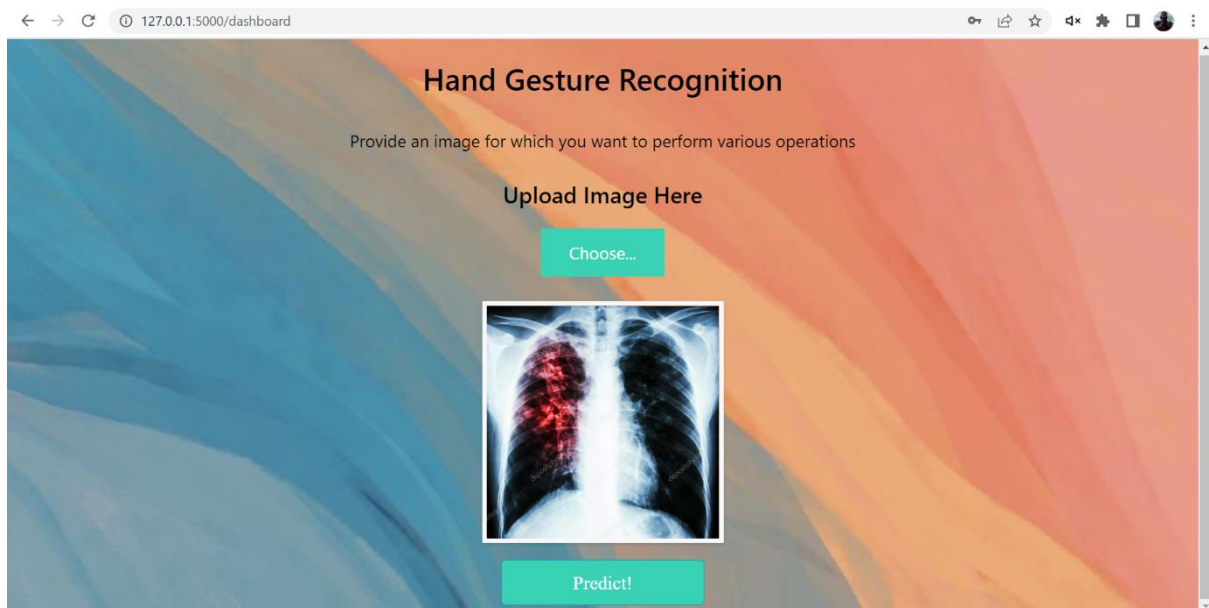 127.0.0.1:5000/dashboard
Hand Gesture Recognition
Provide an image for which you want to perform various operations
Upload Image Here
Choose...
Predict!